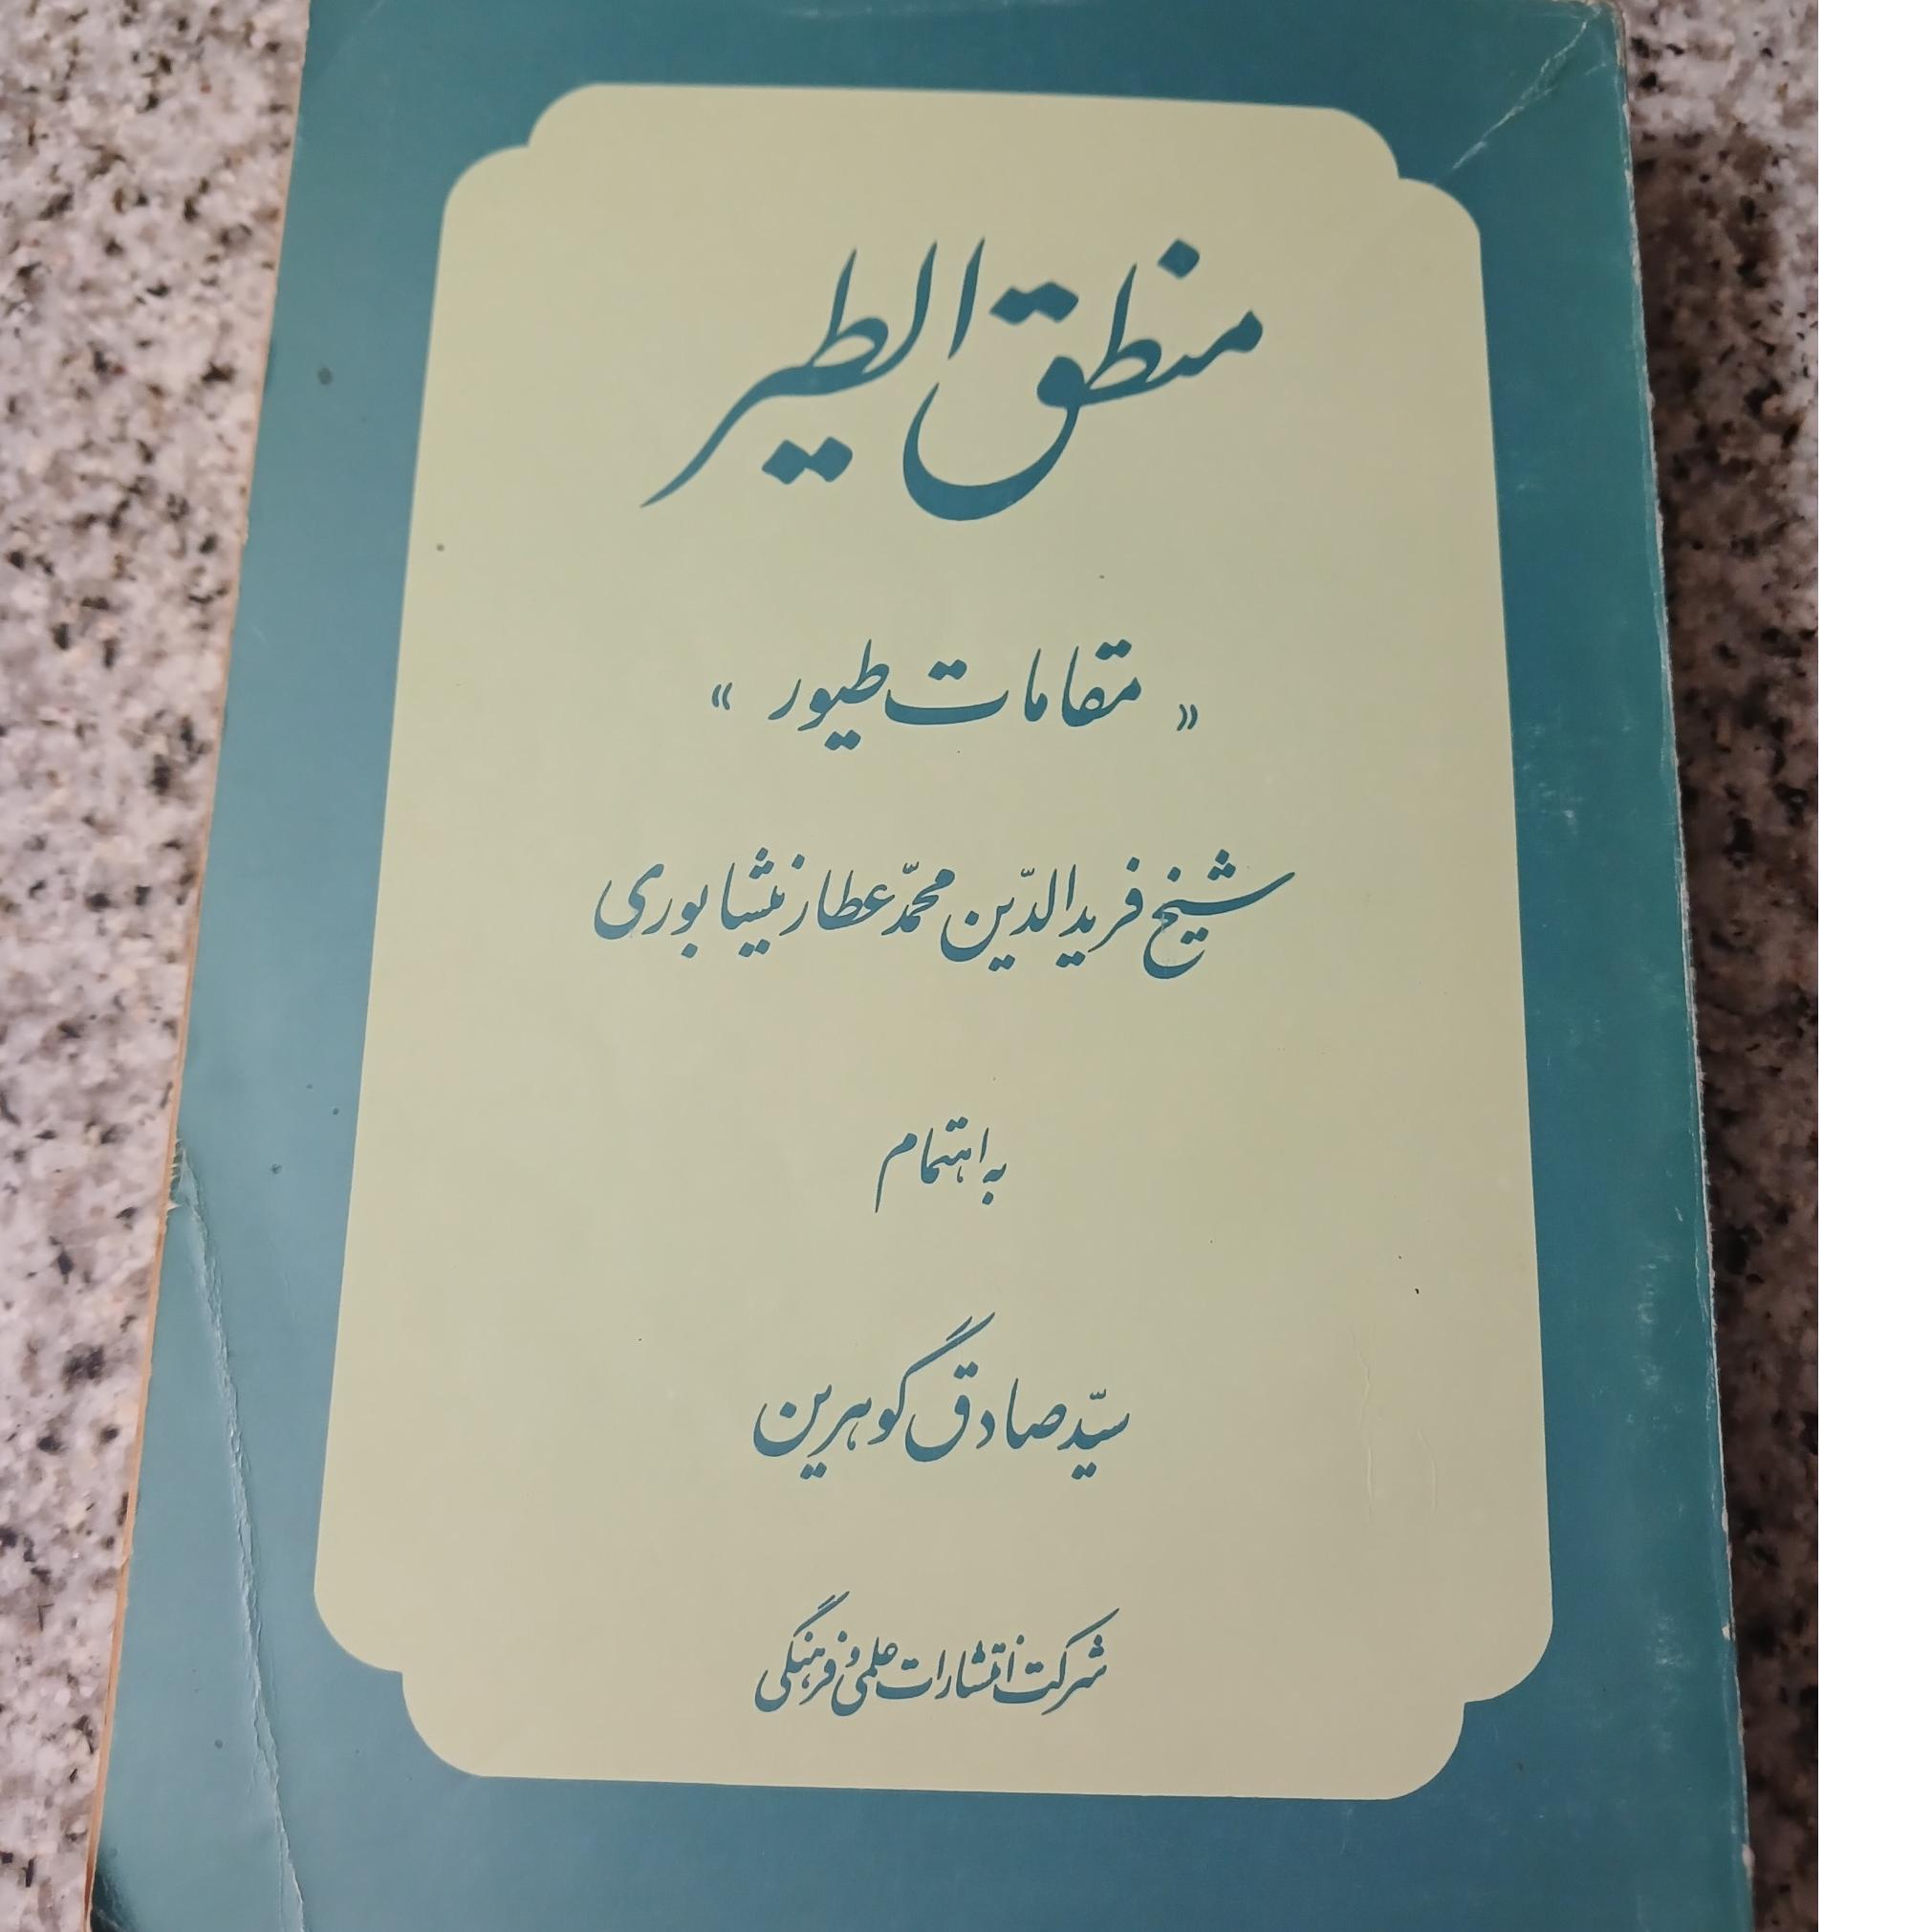 منطق الطیر
« مقامات طیور »
شیخ فریدالدّین محمّد عطار نیشابوری
به اهتمام
سیّد صادق گوهرین
شرکت انتشارات علمی و فرهنگی